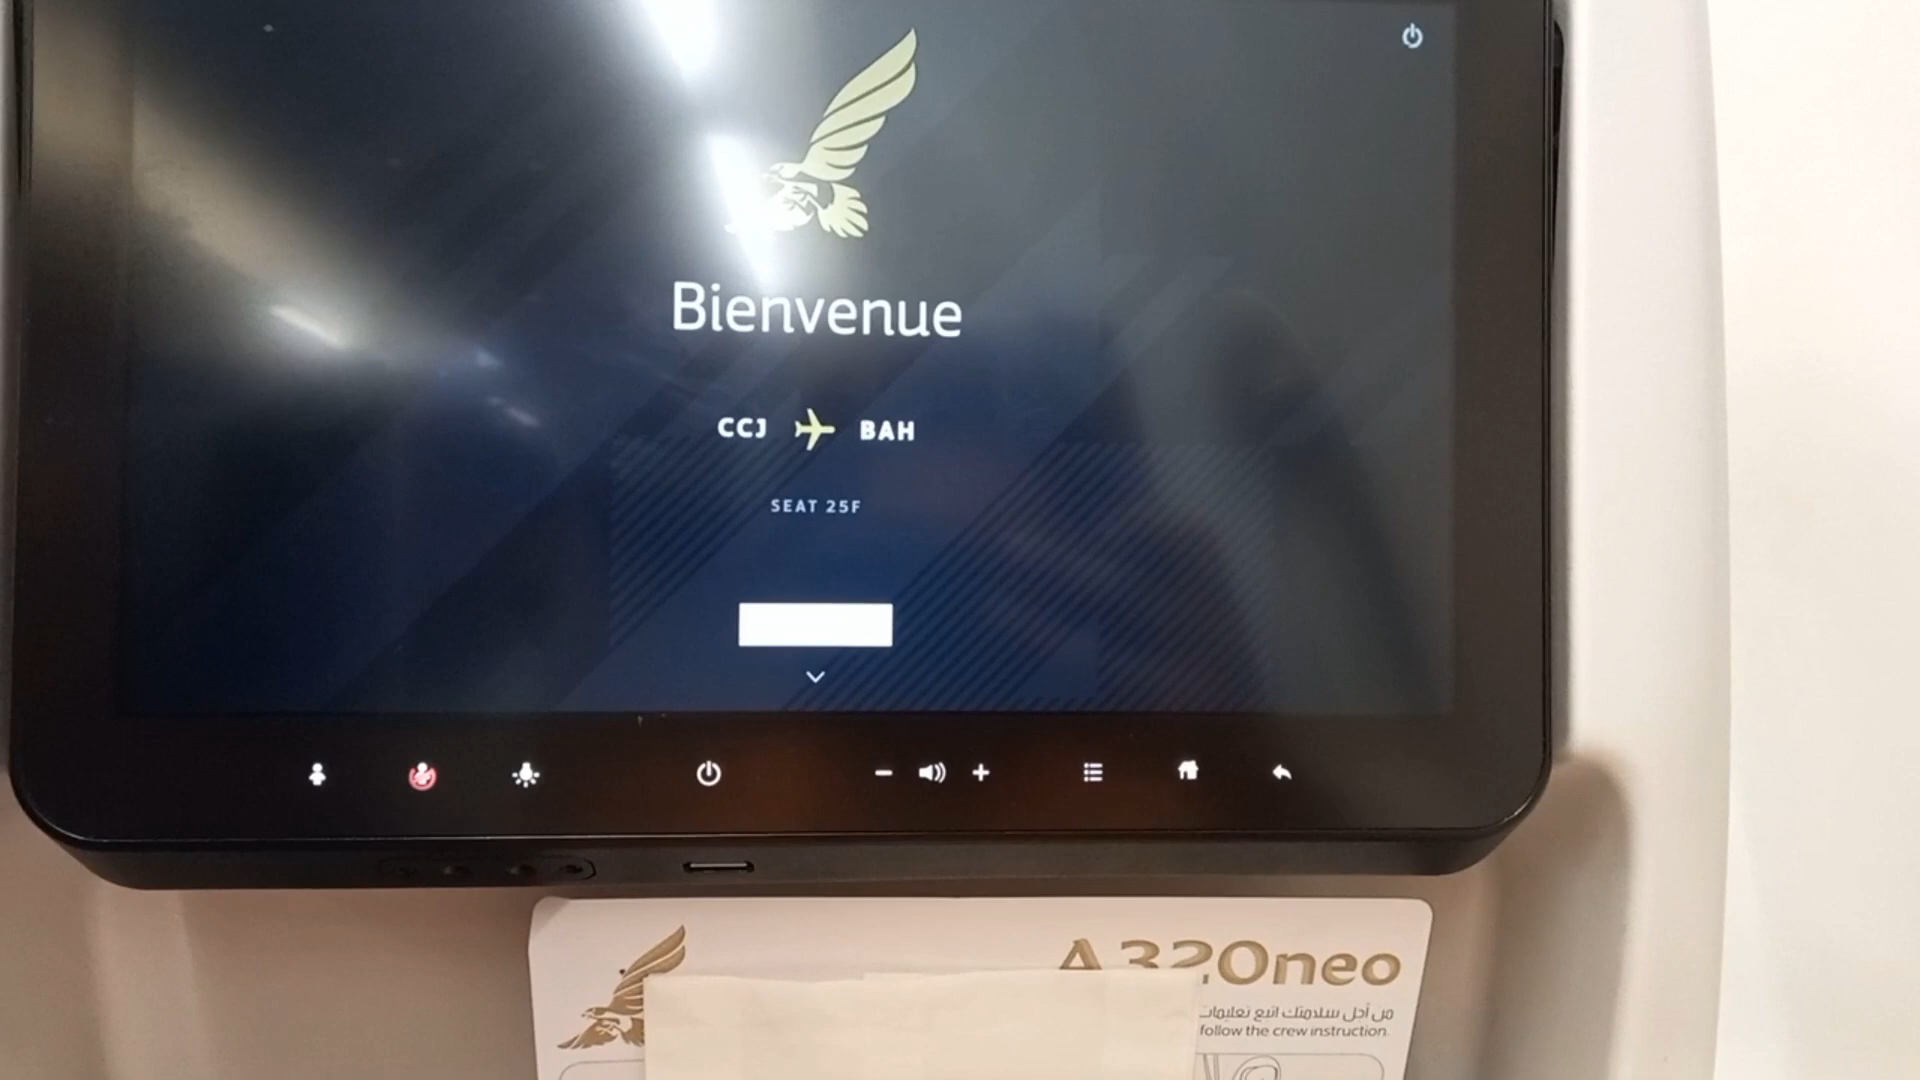 Bienvenue
CCJ BAH
SEAT 25F
A320neo
من أجل سلامتك اتبع تعليمات
follow the crew instruction.